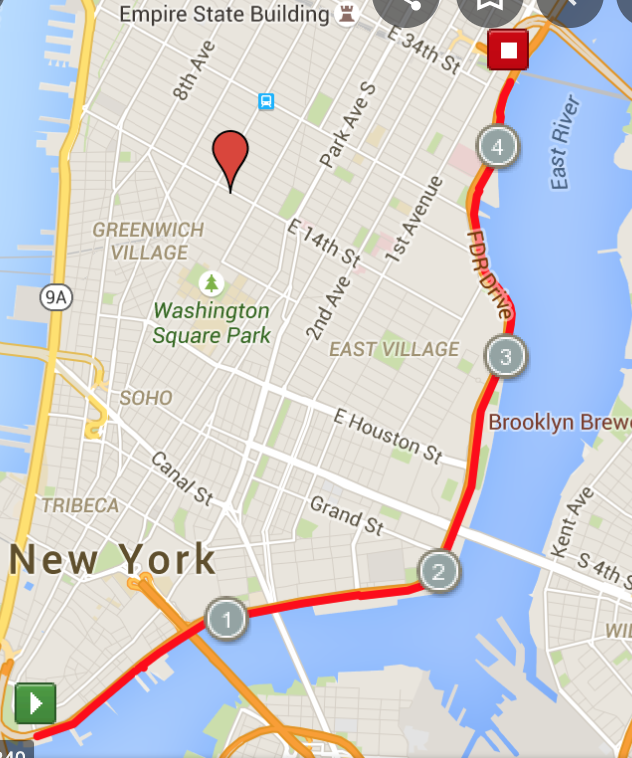 Empire State Building
E 34th St
8th Ave
Park Ave S
East River
4
1st Avenue
GREENWICH
VILLAGE
E 14th St
FDR Drive
9A
Washington
Square Park
2nd Ave
EAST VILLAGE
3
SOHO
E Houston St
Brooklyn Brewe
Canal St
Kent Ave
TRIBECA
Grand St
New York
S 4th S
2
1
WIL